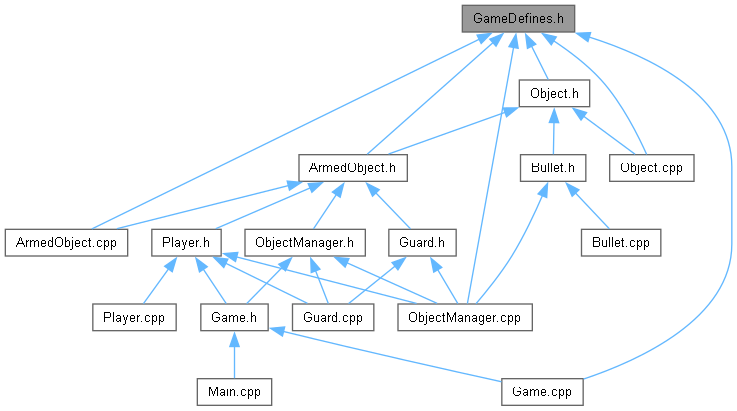 GameDefines.h
Object.h
ArmedObject.h
Bullet.h
Object.cpp
ArmedObject.cpp
Player.h
ObjectManager.h
Guard.h
Bullet.cpp
Player.cpp
Game.h
Guard.cpp
ObjectManager.cpp
Main.cpp
Game.cpp